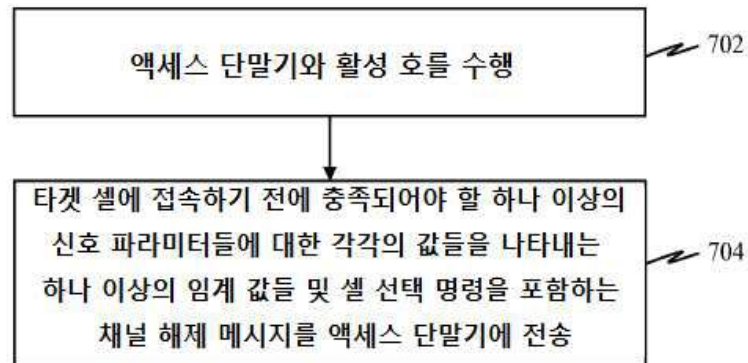 액세스 단말기와 활성 호를 수행
702
타겟 셀에 접속하기 전에 충족되어야 할 하나 이상의
신호 파라미터들에 대한 각각의 값들을 나타내는
하나 이상의 임계 값들 및 셀 선택 명령을 포함하는
채널 해제 메시지를 액세스 단말기에 전송
704